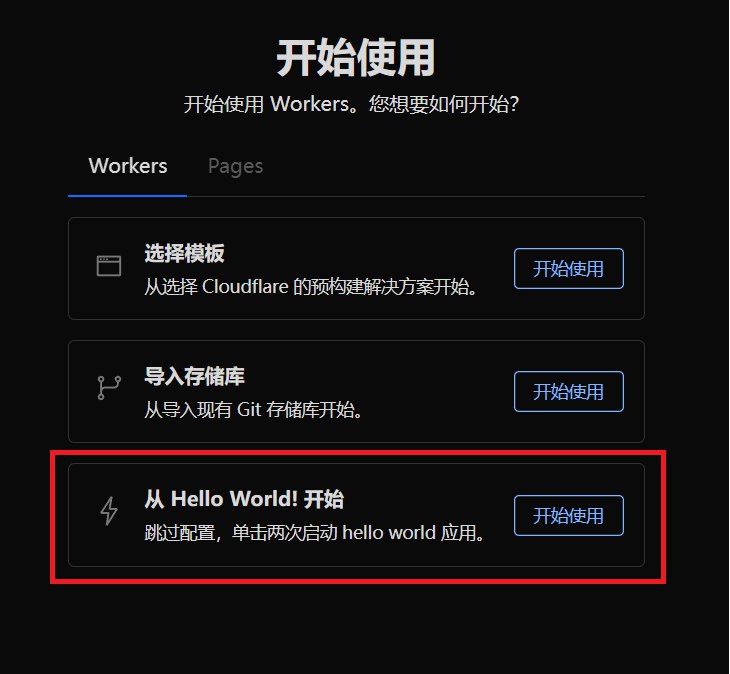 开始使用
开始使用 Workers。您想要如何开始?
Workers Pages
选择模板
从选择 Cloudflare 的预构建解决方案开始。
开始使用
导入存储库
从导入现有 Git 存储库开始。
开始使用
从 Hello World! 开始
跳过配置，单击两次启动 hello world 应用。
开始使用